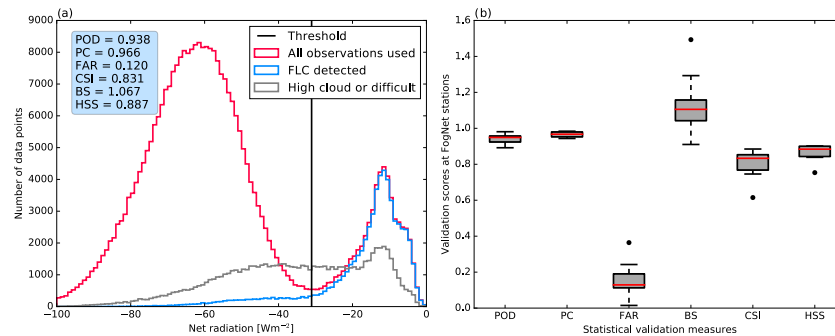 (a)
POD = 0.938
PC = 0.966
FAR = 0.120
CSI = 0.831
BS = 1.067
HSS = 0.887
Threshold
All observations used
FLC detected
High cloud or difficult
Number of data points
9000
8000
7000
6000
5000
4000
3000
2000
1000
0
−100
−80
−60
−40
−20
0
Net radiation [Wm⁻²]
(b)
Validation scores at FogNet stations
1.6
1.4
1.2
1.0
0.8
0.6
0.4
0.2
0.0
POD
PC
FAR
BS
CSI
HSS
Statistical validation measures